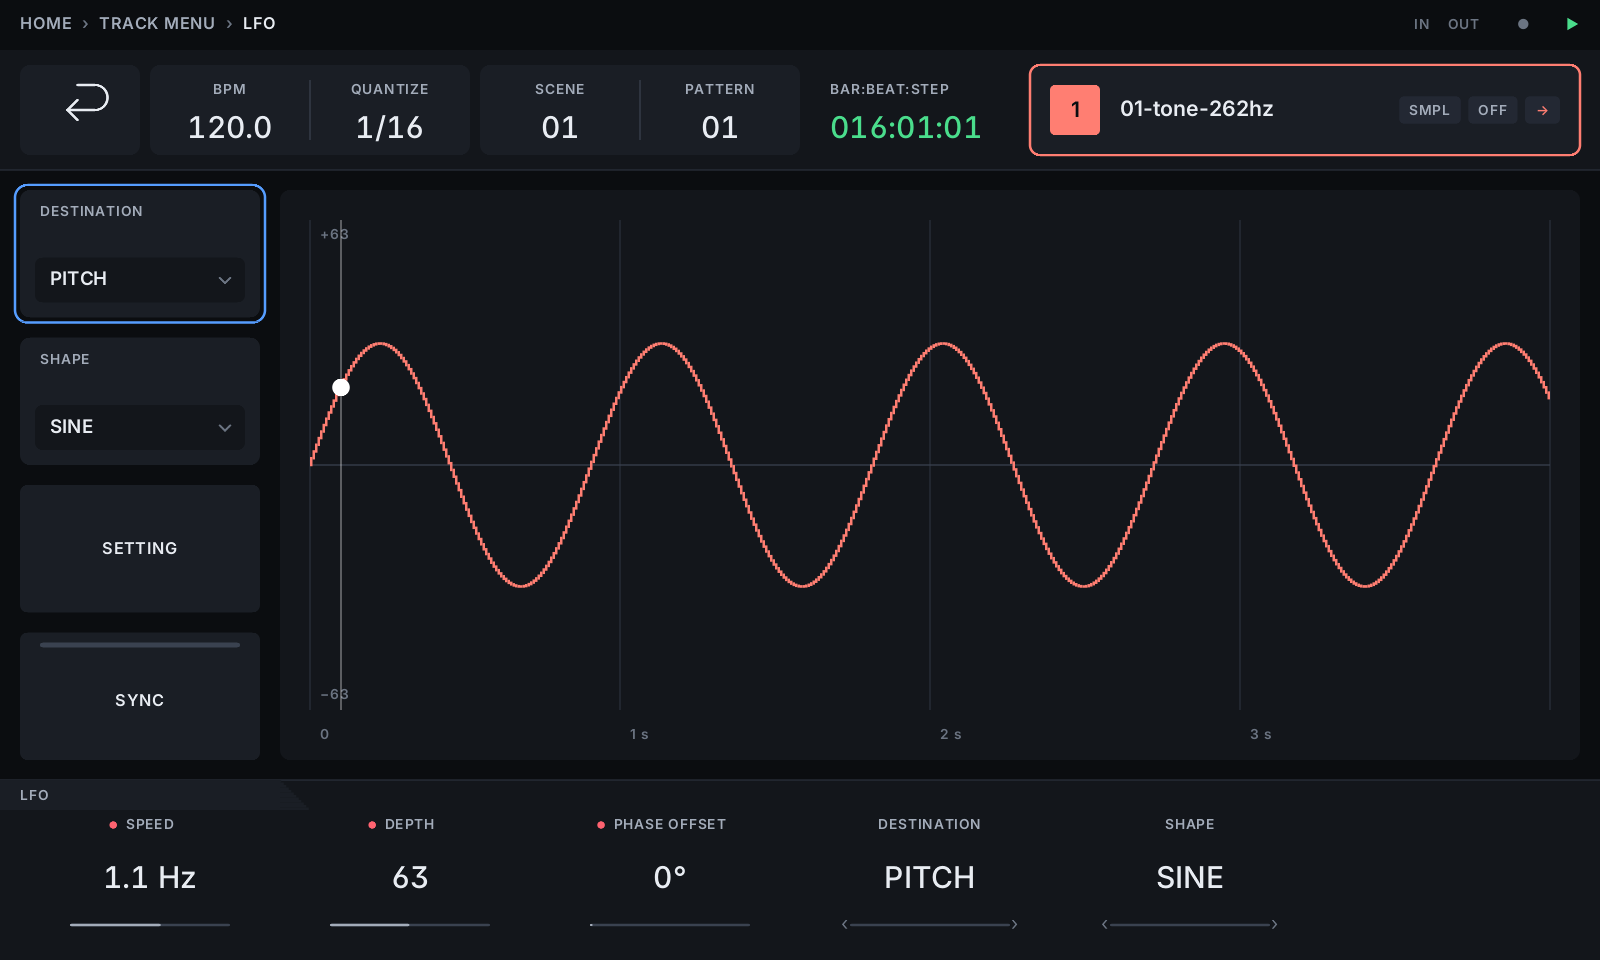 HOME › TRACK MENU › LFO
IN OUT
BPM
120.0
QUANTIZE
1/16
SCENE
01
PATTERN
01
BAR:BEAT:STEP
016:01:01
1
01-tone-262hz
SMPL
OFF
→
DESTINATION
PITCH
SHAPE
SINE
SETTING
SYNC
+63
−63
0
1 s
2 s
3 s
LFO
SPEED
1.1 Hz
DEPTH
63
PHASE OFFSET
0°
DESTINATION
PITCH
SHAPE
SINE